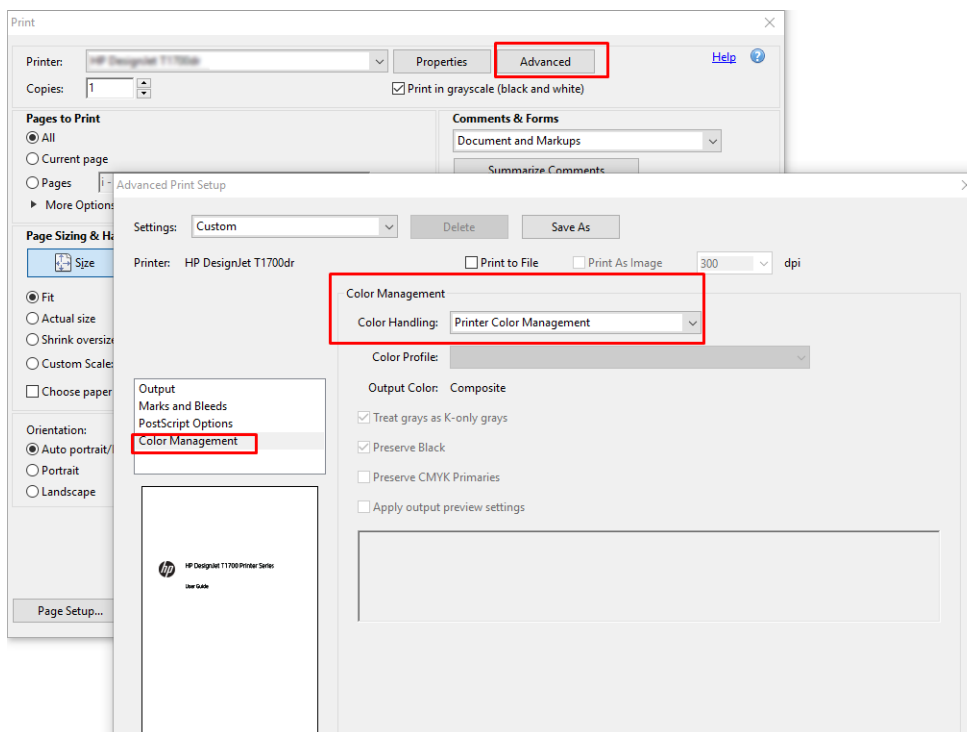 Print
Printer:
Properties
Advanced
Help
?
Copies:
1
Print in grayscale (black and white)
Pages to Print
All
Current page
Pages
i -
More Options
Comments & Forms
Document and Markups
Summarize Comments
Page Sizing & Ha
Size
Fit
Actual size
Shrink oversize
Custom Scale:
Choose paper
Orientation:
Auto portrait/l
Portrait
Landscape
Page Setup...
Advanced Print Setup
Settings:
Custom
Delete
Save As
Printer: HP DesignJet T1700dr
Print to File
Print As Image
300
dpi
Output
Marks and Bleeds
PostScript Options
Color Management
Color Management
Color Handling: Printer Color Management
Color Profile:
Output Color: Composite
Treat grays as K-only grays
Preserve Black
Preserve CMYK Primaries
Apply output preview settings
hp
HP DesignJet T1700 Printer Series
User Guide